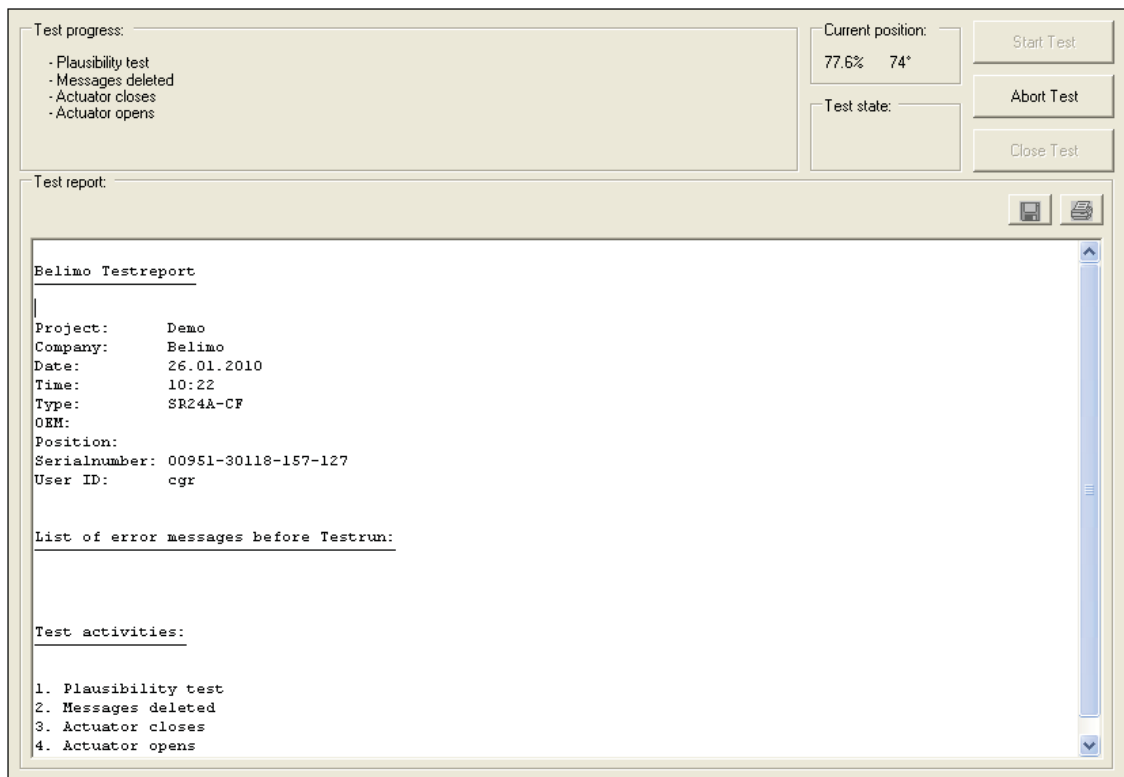 Test progress:
- Plausibility test
- Messages deleted
- Actuator closes
- Actuator opens
Current position:
77.6% 74°
Test state:
Start Test
Abort Test
Close Test
Test report:
Belimo Testreport
Project: Demo
Company: Belimo
Date: 26.01.2010
Time: 10:22
Type: SR24A-CF
OEM:
Position:
Serialnumber: 00951-30118-157-127
User ID: cgr
List of error messages before Testrun:
Test activities:
1. Plausibility test
2. Messages deleted
3. Actuator closes
4. Actuator opens